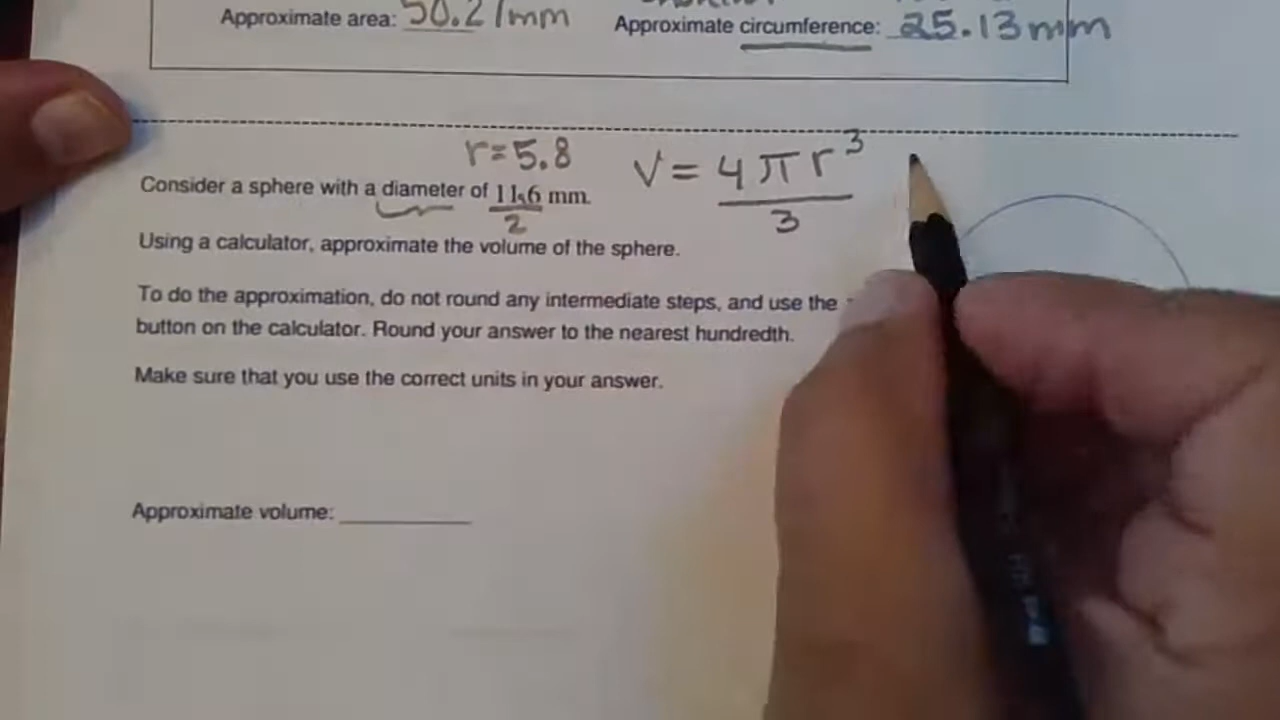 Approximate area: 50.27mm Approximate circumference: 25.13mm
r=5.8
V = 4πr³
3
Consider a sphere with a diameter of 11.6 mm.
2
Using a calculator, approximate the volume of the sphere.
To do the approximation, do not round any intermediate steps, and use the
button on the calculator. Round your answer to the nearest hundredth.
Make sure that you use the correct units in your answer.
Approximate volume: